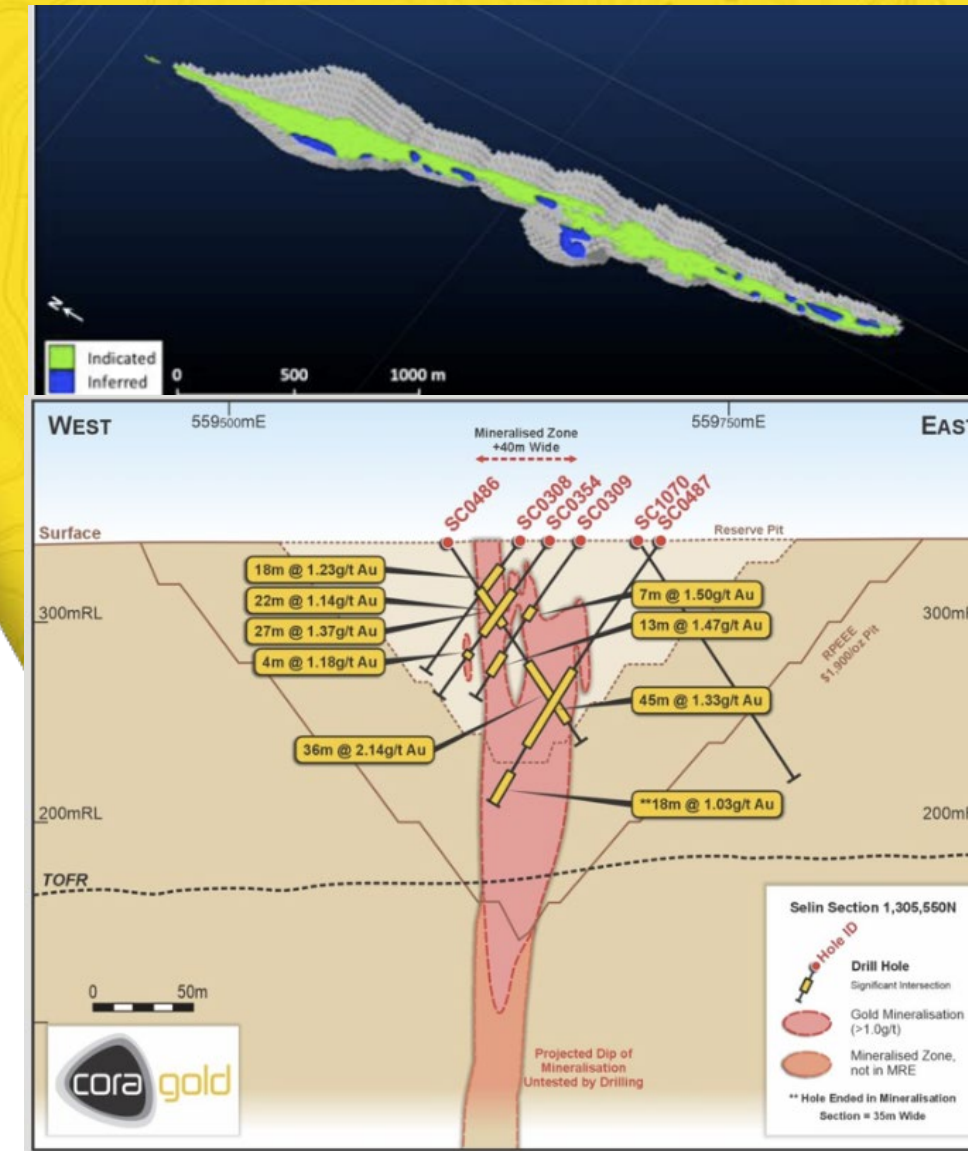 N
Indicated
Inferred
0 500 1000 m
WEST
559500mE
559750mE
EAST
Mineralised Zone
+40m Wide
SC0486
SC0308
SC0354
SC0309
SC1070
SC0487
Surface
Reserve Pit
18m @ 1.23g/t Au
22m @ 1.14g/t Au
27m @ 1.37g/t Au
4m @ 1.18g/t Au
7m @ 1.50g/t Au
13m @ 1.47g/t Au
300mRL
300mR
RPEEE
$1,900/oz Pit
45m @ 1.33g/t Au
36m @ 2.14g/t Au
**18m @ 1.03g/t Au
200mRL
200mR
TOFR
0 50m
cora gold
Projected Dip of
Mineralisation
Untested by Drilling
Selin Section 1,305,550N
Hole ID
Drill Hole
Significant Intersection
Gold Mineralisation
(>1.0g/t)
Mineralised Zone,
not in MRE
** Hole Ended in Mineralisation
Section = 35m Wide